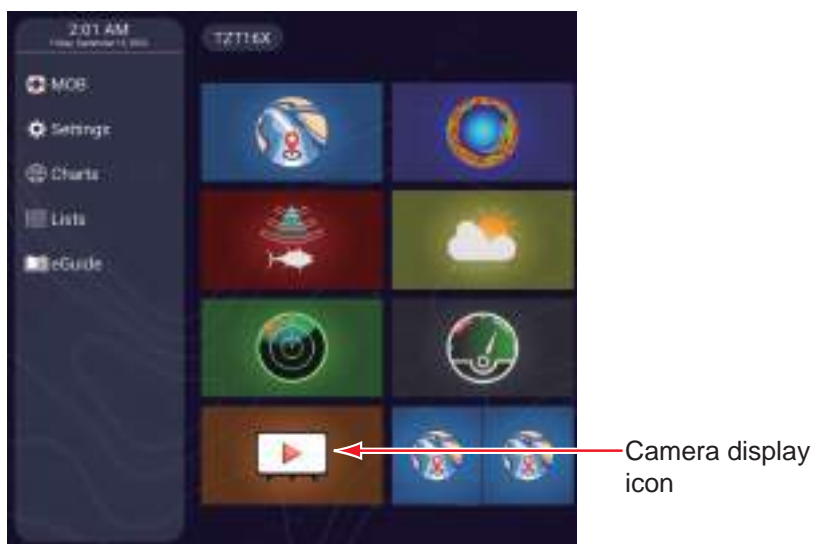 2:01 AM
TZT16X
MOB
Settings
Charts
Lists
eGuide
Camera display
icon